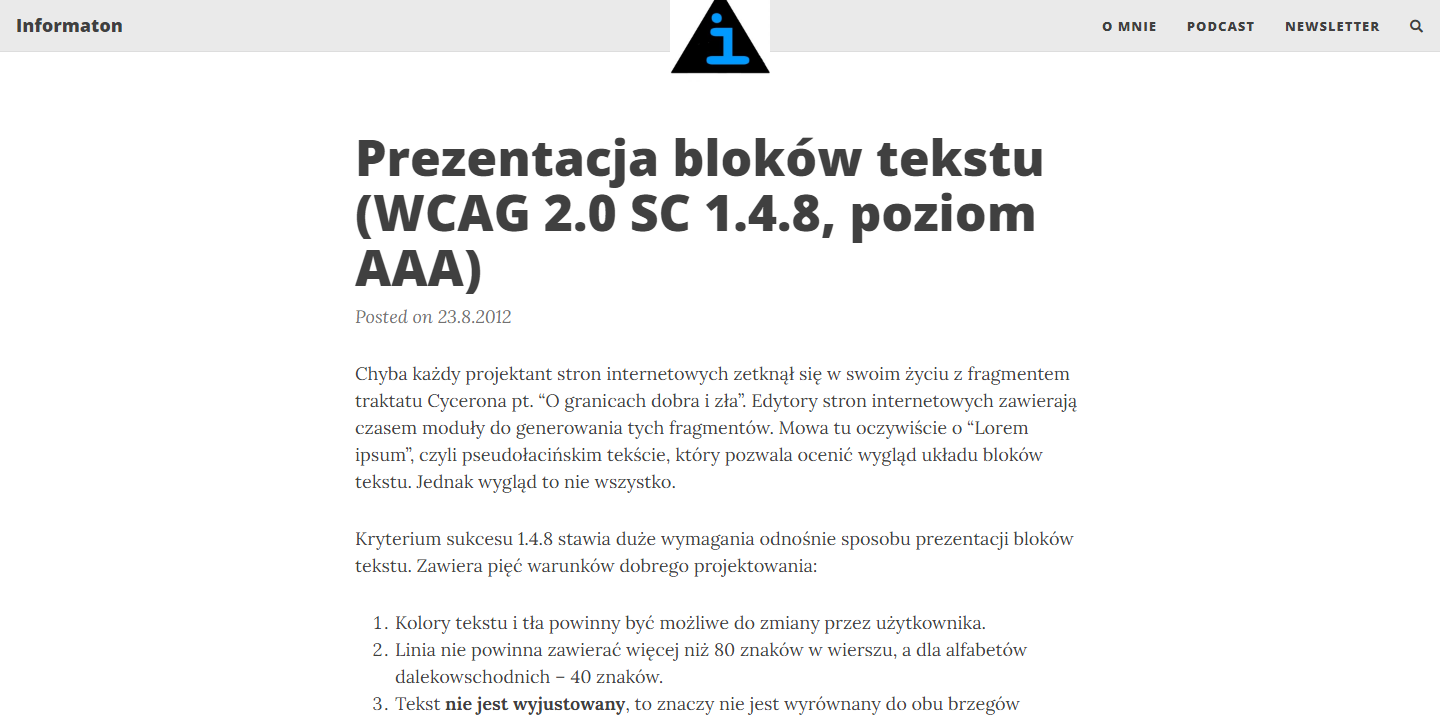 Informaton
i
O MNIE PODCAST NEWSLETTER
Prezentacja bloków tekstu
(WCAG 2.0 SC 1.4.8, poziom
AAA)
Posted on 23.8.2012
Chyba każdy projektant stron internetowych zetknął się w swoim życiu z fragmentem
traktatu Cycerona pt. “O granicach dobra i zła”. Edytory stron internetowych zawierają
czasem moduły do generowania tych fragmentów. Mowa tu oczywiście o “Lorem
ipsum”, czyli pseudołacińskim tekście, który pozwala ocenić wygląd układu bloków
tekstu. Jednak wygląd to nie wszystko.
Kryterium sukcesu 1.4.8 stawia duże wymagania odnośnie sposobu prezentacji bloków
tekstu. Zawiera pięć warunków dobrego projektowania:
1. Kolory tekstu i tła powinny być możliwe do zmiany przez użytkownika.
2. Linia nie powinna zawierać więcej niż 80 znaków w wierszu, a dla alfabetów
dalekowschodnich – 40 znaków.
3. Tekst nie jest wyjustowany, to znaczy nie jest wyrównany do obu brzegów